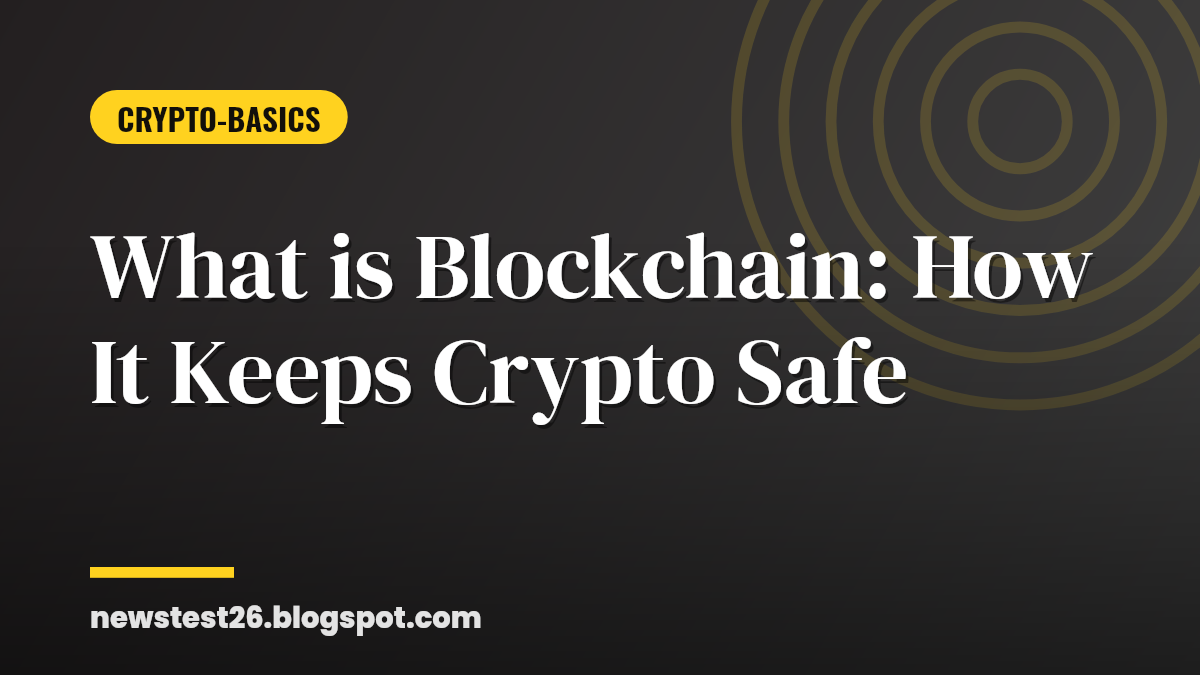 CRYPTO-BASICS
What is Blockchain: How
It Keeps Crypto Safe
newstest26.blogspot.com